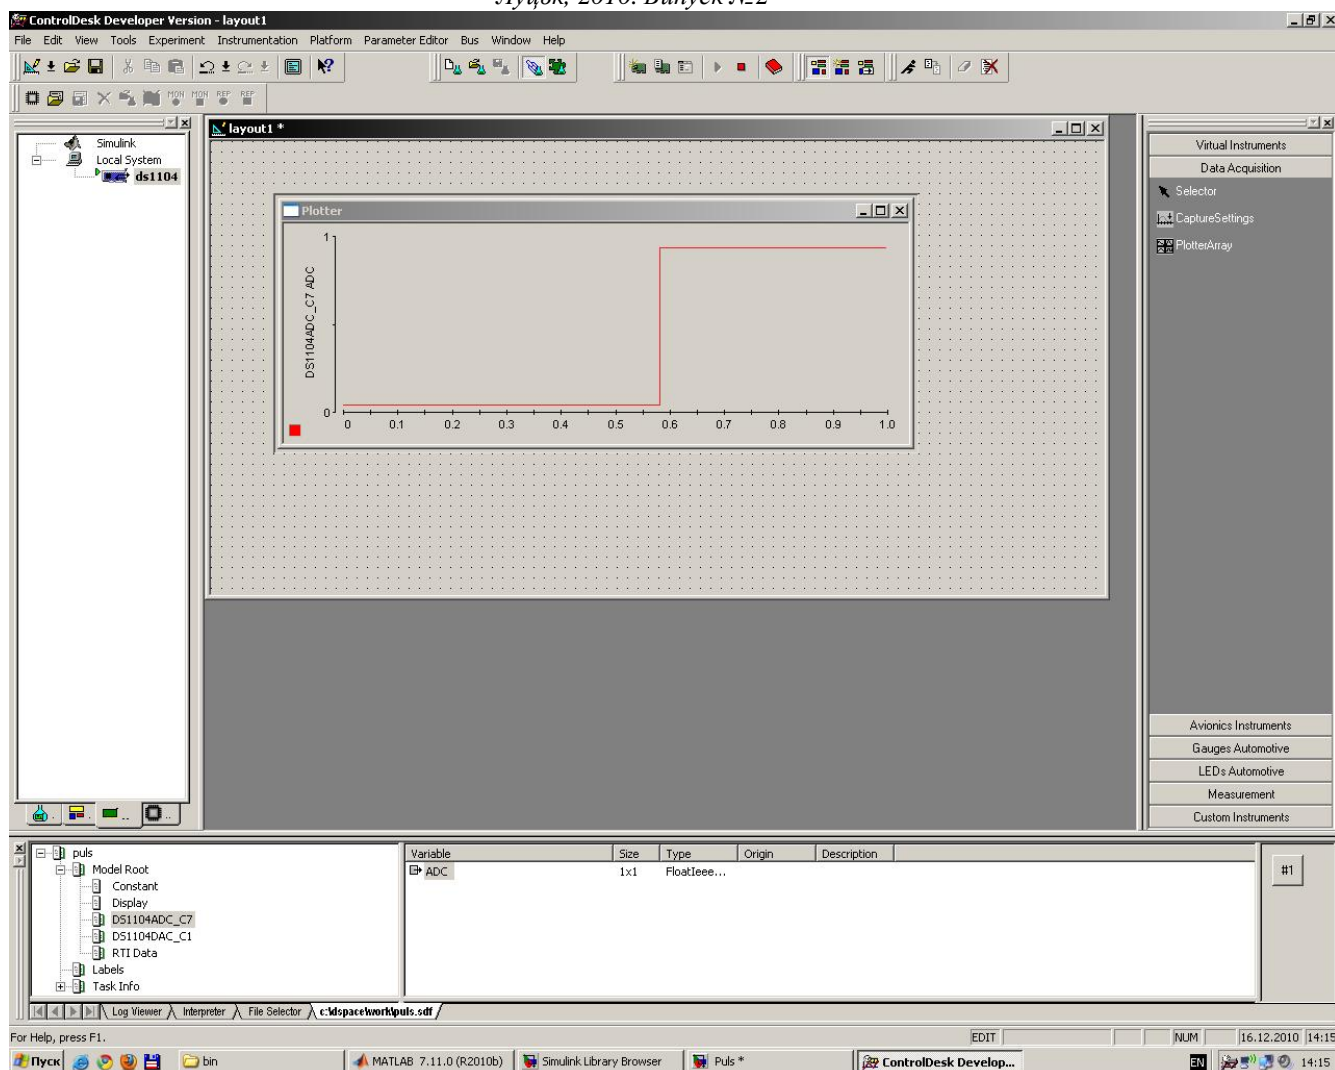 Луцьк, 2010. Випуск №2
ControlDesk Developer Version - layout1
File Edit View Tools Experiment Instrumentation Platform Parameter Editor Bus Window Help
MON MON REP REP
layout1 *
Simulink
Local System
ds1104
Plotter
1
DS1104ADC_C7 ADC
0
0 0.1 0.2 0.3 0.4 0.5 0.6 0.7 0.8 0.9 1.0
Virtual Instruments
Data Acquisition
Selector
CaptureSettings
PlotterArray
Avionics Instruments
Gauges Automotive
LEDs Automotive
Measurement
Custom Instruments
puls
Model Root
Constant
Display
DS1104ADC_C7
DS1104DAC_C1
RTI Data
Labels
Task Info
Variable Size Type Origin Description
ADC 1x1 FloatIeee...
#1
Log Viewer Interpreter File Selector c:\dspace\work\puls.sdf
For Help, press F1.
EDIT NUM 16.12.2010 14:15
Пуск bin MATLAB 7.11.0 (R2010b) Simulink Library Browser Puls * ControlDesk Develop... EN 14:15